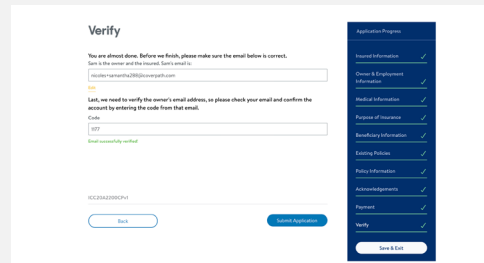 Verify
You are almost done. Before we finish, please make sure the email below is correct.
Sam is the owner and the insured. Sam's email is:
Edit
Last, we need to verify the owner's email address, so please check your email and confirm the
account by entering the code from that email.
Code
1177
Email successfully verified!
Back
Submit Application
Application Progress
Insured Information
Owner & Employment
Information
Medical Information
Purpose of Insurance
Beneficiary Information
Existing Policies
Policy Information
Acknowledgements
Payment
Verify
Save & Exit